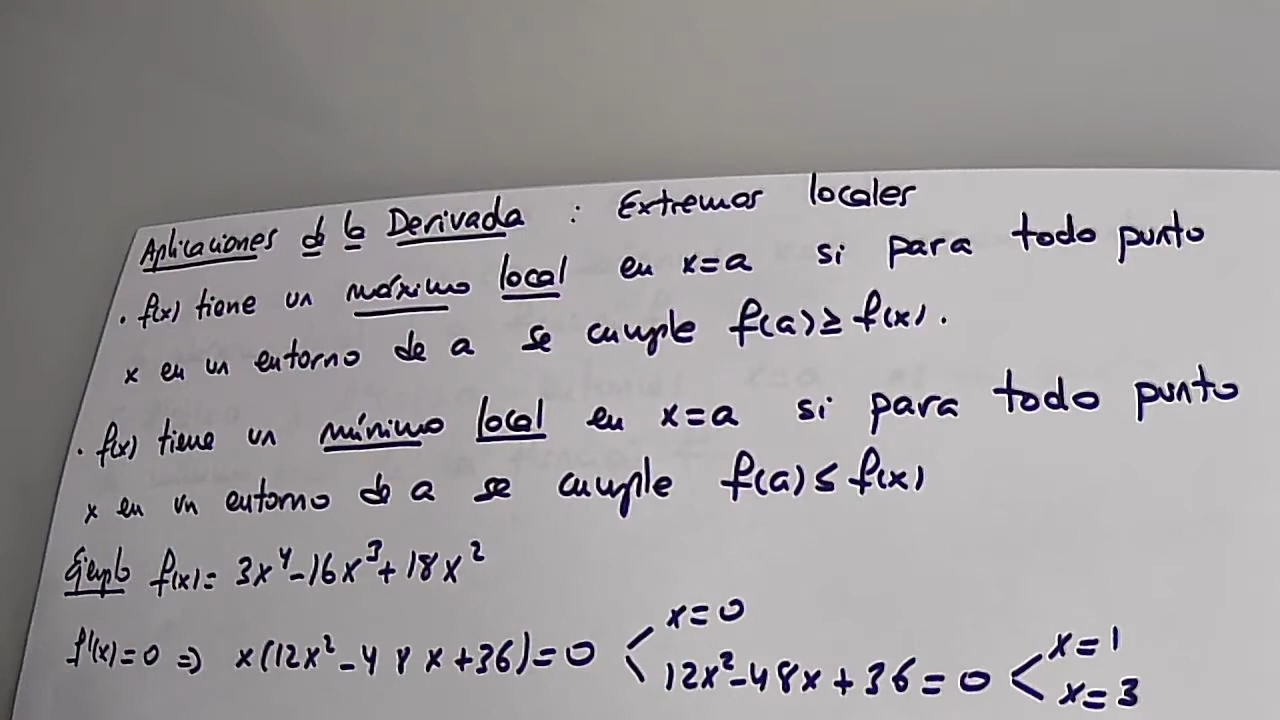 Aplicaciones de la Derivada : Extremos locales
· f(x) tiene un máximo local en x=a si para todo punto
x en un entorno de a se cumple f(a)≥f(x).
· f(x) tiene un mínimo local en x=a si para todo punto
x en un entorno de a se cumple f(a)≤f(x)
Ejemplo f(x)= 3x⁴-16x³+18x²
f'(x)=0 ⇒ x(12x²-48x+36)=0 < x=0
12x²-48x+36=0 < x=1
x=3